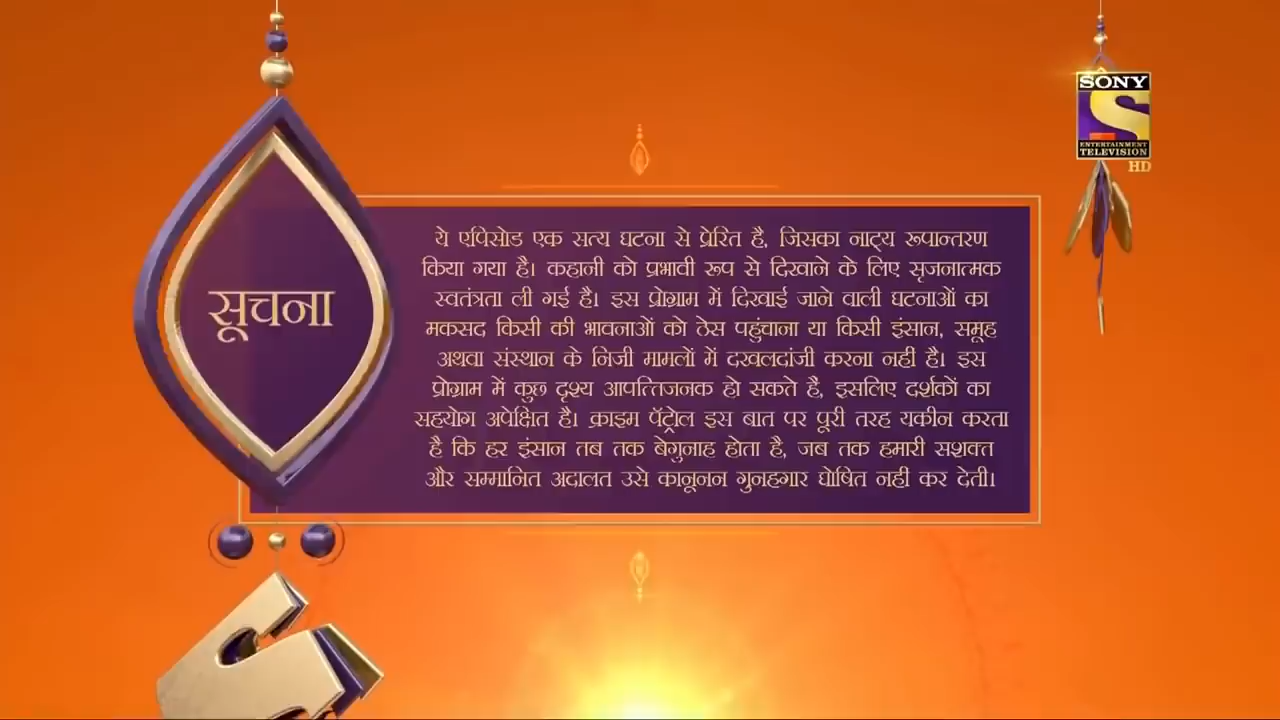 सूचना
ये एपिसोड एक सत्य घटना से प्रेरित है, जिसका नाट्य रूपान्तरण
किया गया है। कहानी को प्रभावी रूप से दिखाने के लिए सृजनात्मक
स्वतंत्रता ली गई है। इस प्रोग्राम में दिखाई जाने वाली घटनाओं का
मकसद किसी की भावनाओं को ठेस पहुंचाना या किसी इंसान, समूह
अथवा संस्थान के निजी मामलों में दखलदांजी करना नही है। इस
प्रोग्राम में कुछ दृश्य आपत्तिजनक हो सकते है, इसलिए दर्शकों का
सहयोग अपेक्षित है। क्राइम पॅट्रोल इस बात पर पूरी तरह यकीन करता
है कि हर इंसान तब तक बेगुनाह होता है, जब तक हमारी सशक्त
और सम्मानित अदालत उसे कानूनन गुनहगार घोषित नही कर देती।
SONY
ENTERTAINMENT
TELEVISION
HD